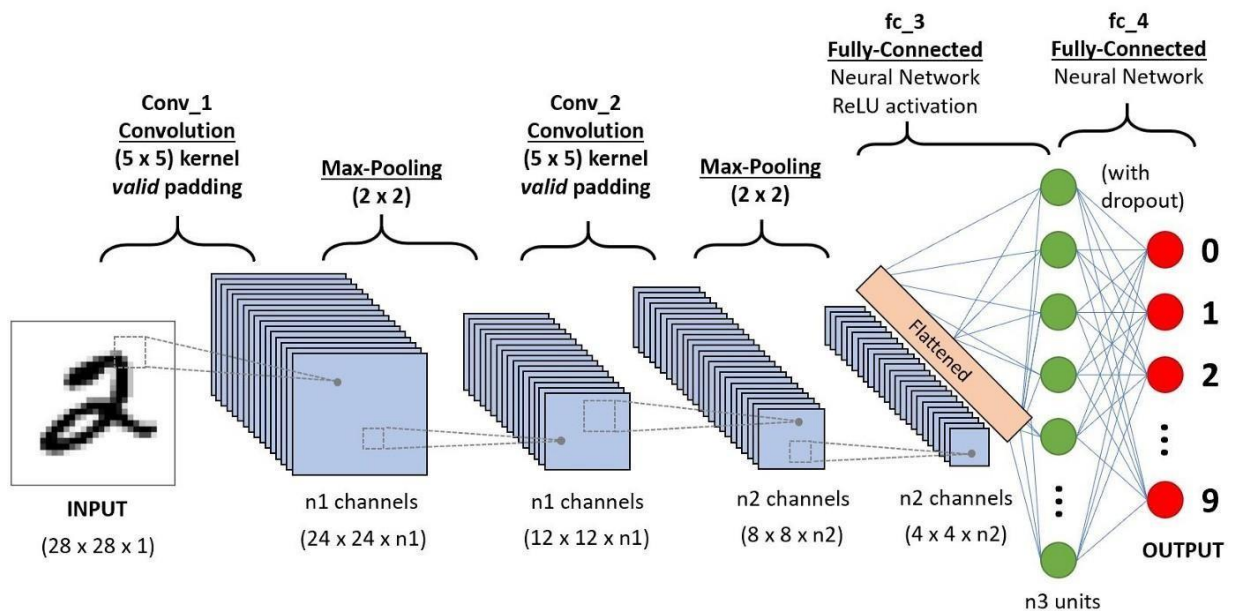 fc_3
Fully-Connected
Neural Network
ReLU activation
fc_4
Fully-Connected
Neural Network
Conv_1
Convolution
(5 x 5) kernel
valid padding
Max-Pooling
(2 x 2)
Conv_2
Convolution
(5 x 5) kernel
valid padding
Max-Pooling
(2 x 2)
(with
dropout)
Flattened
0
1
2
9
INPUT
(28 x 28 x 1)
n1 channels
(24 x 24 x n1)
n1 channels
(12 x 12 x n1)
n2 channels
(8 x 8 x n2)
n2 channels
(4 x 4 x n2)
OUTPUT
n3 units
2